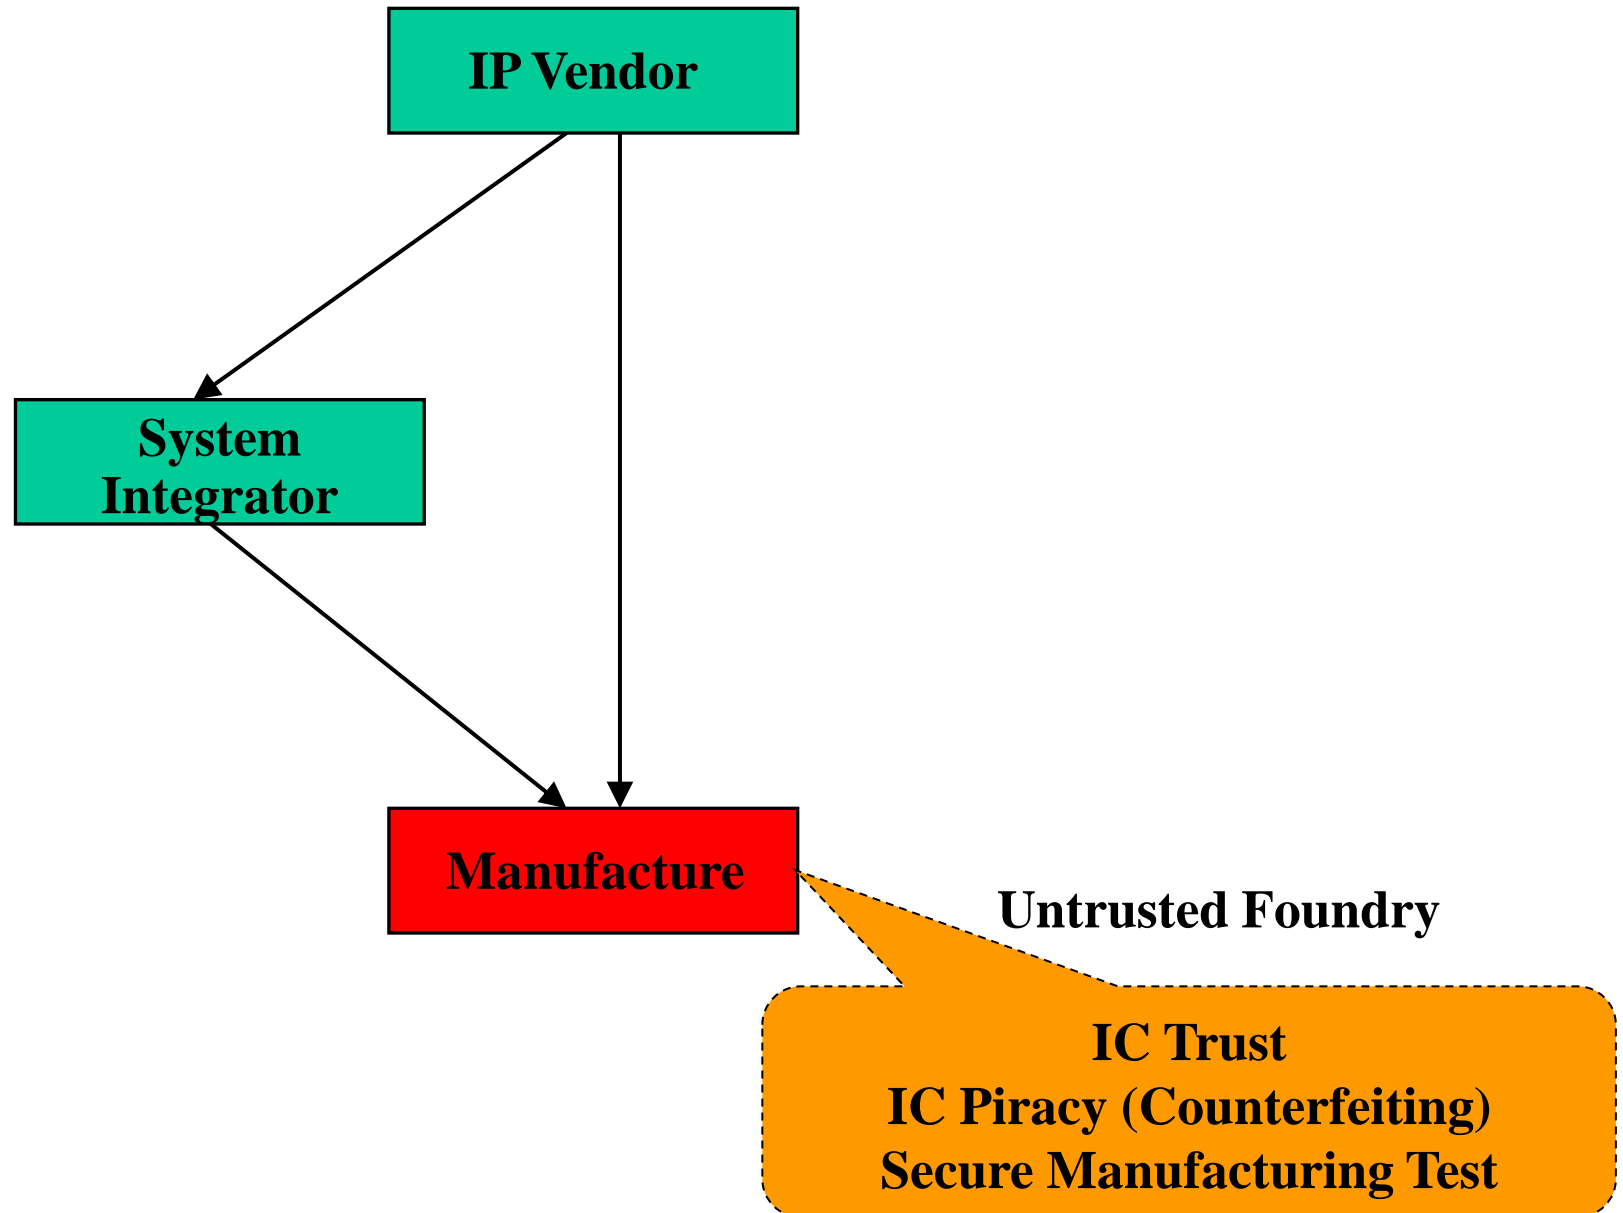 IP Vendor
System
Integrator
Manufacture
Untrusted Foundry
IC Trust
IC Piracy (Counterfeiting)
Secure Manufacturing Test